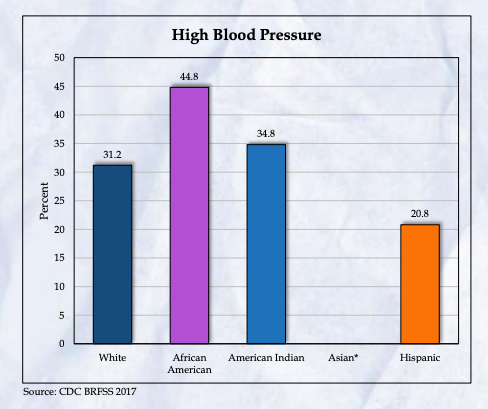 High Blood Pressure
Percent
50
45
40
35
30
25
20
15
10
5
0
31.2
44.8
34.8
20.8
White
African
American
American Indian
Asian*
Hispanic
Source: CDC BRFSS 2017